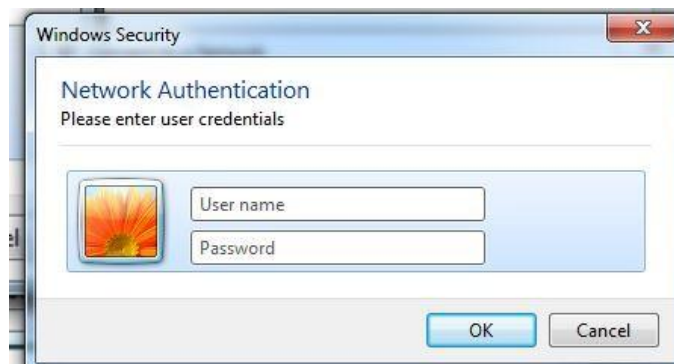 Windows Security
Network Authentication
Please enter user credentials
User name
Password
OK
Cancel